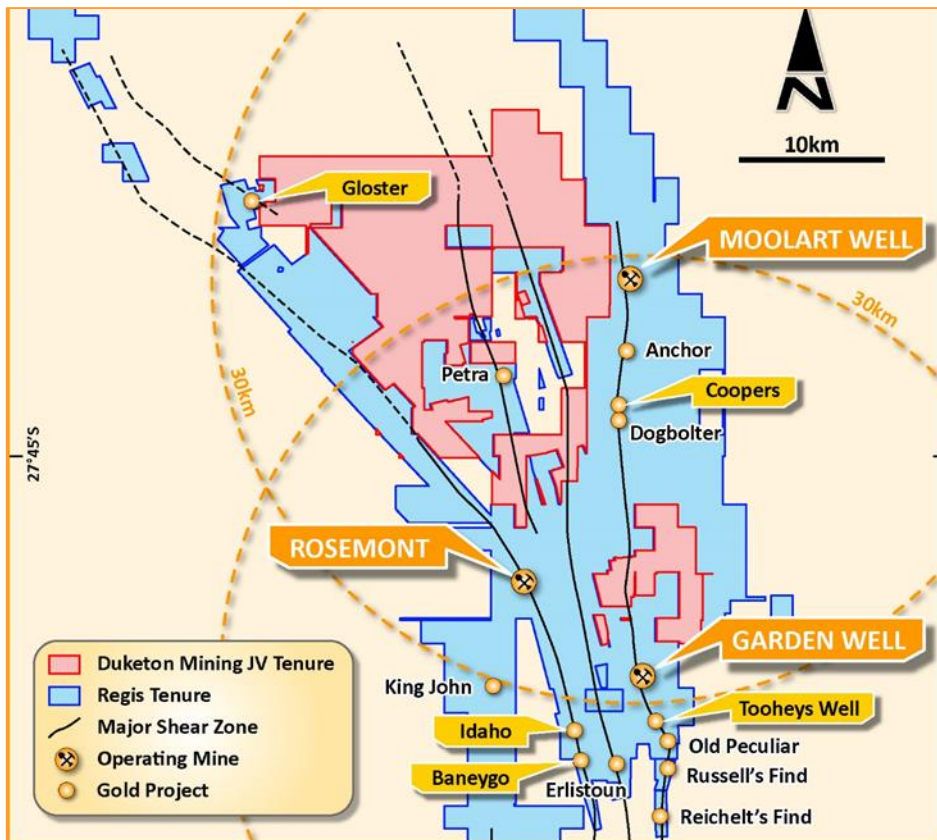 N
10km
Gloster
MOOLART WELL
30km
Anchor
Petra
30km
Coopers
Dogbolter
27°45'S
ROSEMONT
GARDEN WELL
Duketon Mining JV Tenure
Regis Tenure
Major Shear Zone
Operating Mine
Gold Project
King John
Idaho
Tooheys Well
Old Peculiar
Baneygo
Erlistoun
Russell's Find
Reichelt's Find